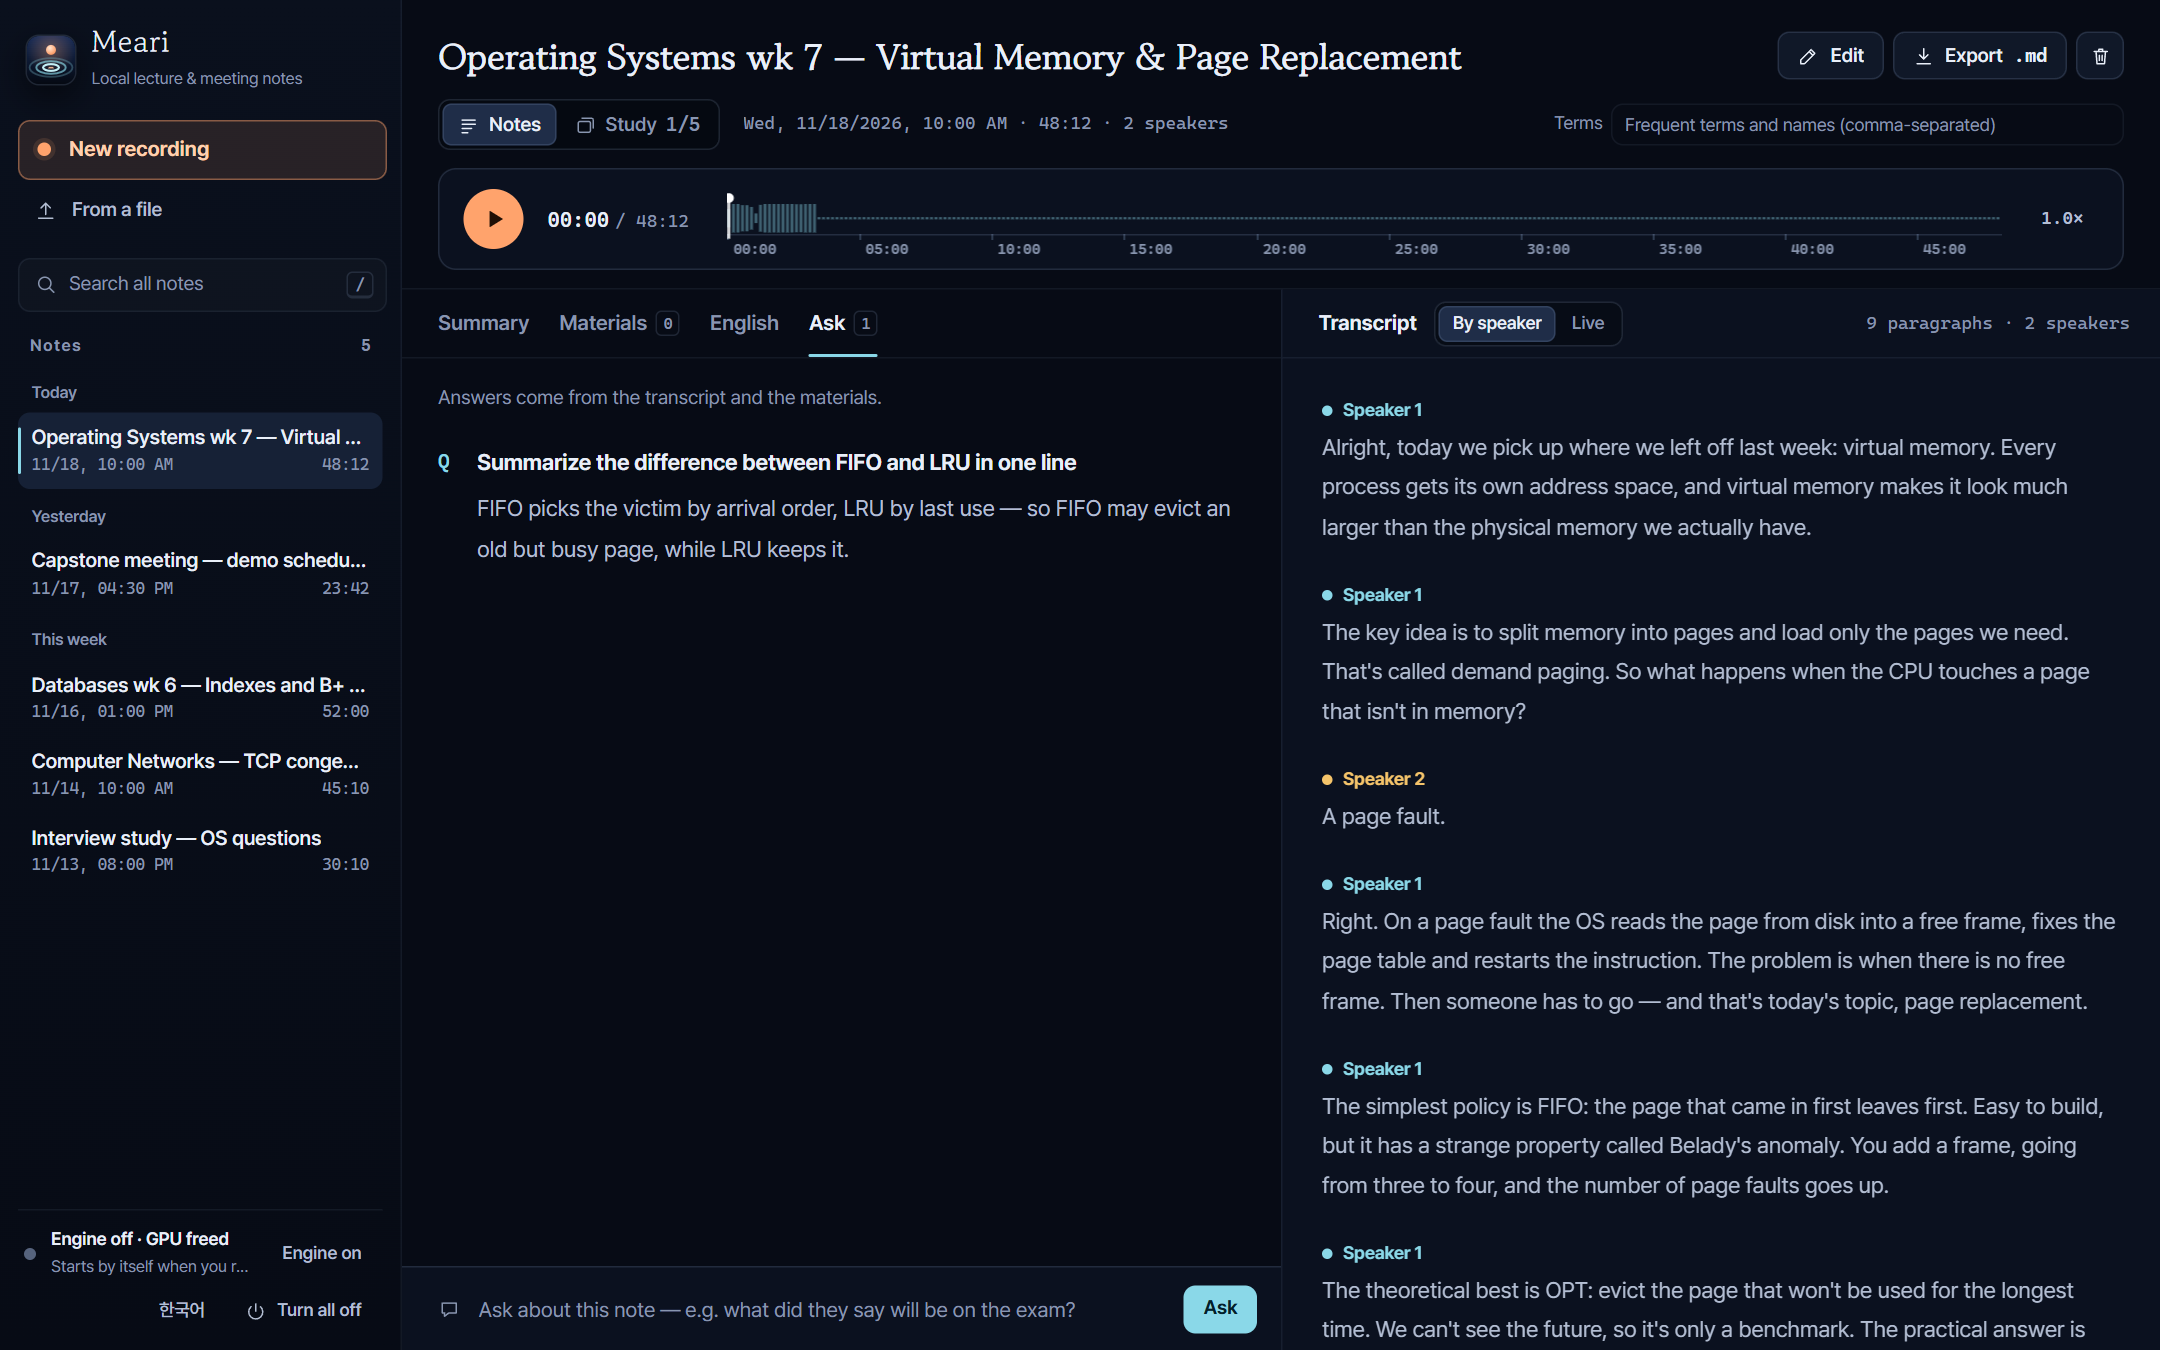 Meari
Local lecture & meeting notes
New recording
From a file
Search all notes /
Notes 5
Today
Operating Systems wk 7 — Virtual ...
11/18, 10:00 AM 48:12
Yesterday
Capstone meeting — demo schedu...
11/17, 04:30 PM 23:42
This week
Databases wk 6 — Indexes and B+ ...
11/16, 01:00 PM 52:00
Computer Networks — TCP conge...
11/14, 10:00 AM 45:10
Interview study — OS questions
11/13, 08:00 PM 30:10
Engine off · GPU freed
Starts by itself when you r...
Engine on
한국어 Turn all off
Operating Systems wk 7 — Virtual Memory & Page Replacement
Edit Export .md
Notes Study 1/5 Wed, 11/18/2026, 10:00 AM · 48:12 · 2 speakers
Terms Frequent terms and names (comma-separated)
00:00 / 48:12
00:00 05:00 10:00 15:00 20:00 25:00 30:00 35:00 40:00 45:00
1.0×
Summary Materials 0 English Ask 1
Answers come from the transcript and the materials.
Q Summarize the difference between FIFO and LRU in one line
FIFO picks the victim by arrival order, LRU by last use — so FIFO may evict an
old but busy page, while LRU keeps it.
Ask about this note — e.g. what did they say will be on the exam? Ask
Transcript By speaker Live 9 paragraphs · 2 speakers
Speaker 1
Alright, today we pick up where we left off last week: virtual memory. Every
process gets its own address space, and virtual memory makes it look much
larger than the physical memory we actually have.
Speaker 1
The key idea is to split memory into pages and load only the pages we need.
That's called demand paging. So what happens when the CPU touches a page
that isn't in memory?
Speaker 2
A page fault.
Speaker 1
Right. On a page fault the OS reads the page from disk into a free frame, fixes the
page table and restarts the instruction. The problem is when there is no free
frame. Then someone has to go — and that's today's topic, page replacement.
Speaker 1
The simplest policy is FIFO: the page that came in first leaves first. Easy to build,
but it has a strange property called Belady's anomaly. You add a frame, going
from three to four, and the number of page faults goes up.
Speaker 1
The theoretical best is OPT: evict the page that won't be used for the longest
time. We can't see the future, so it's only a benchmark. The practical answer is